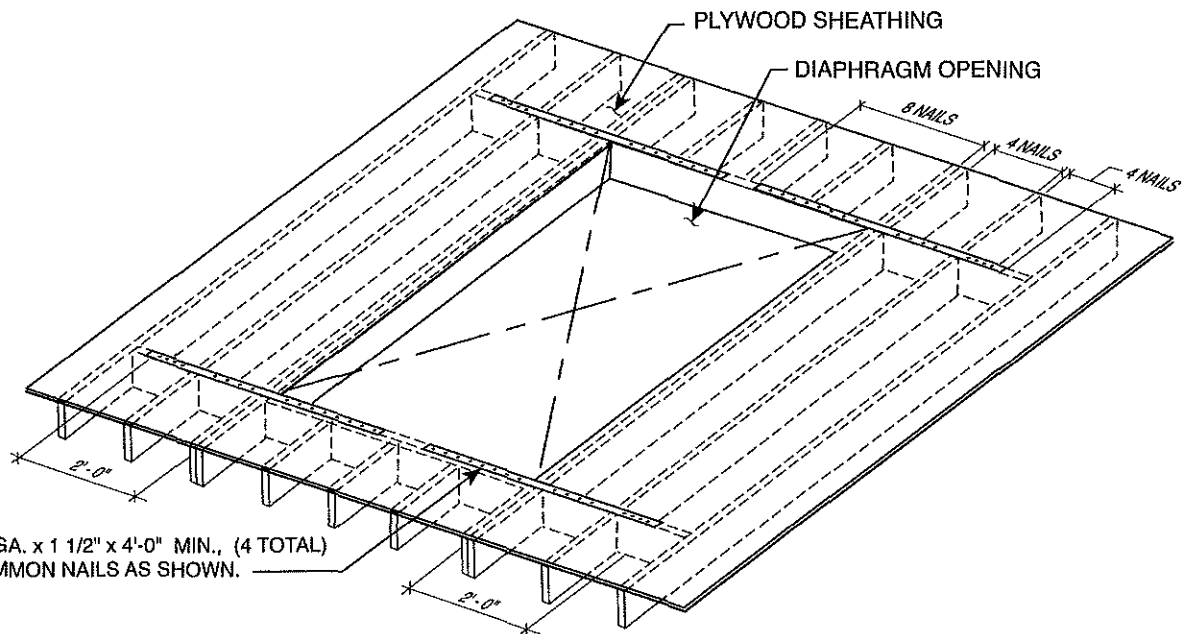 PLYWOOD SHEATHING
DIAPHRAGM OPENING
8 NAILS
4 NAILS
4 NAILS
2'-0"
GA. x 1 1/2" x 4'-0" MIN., (4 TOTAL)
MMON NAILS AS SHOWN.
2'-0"